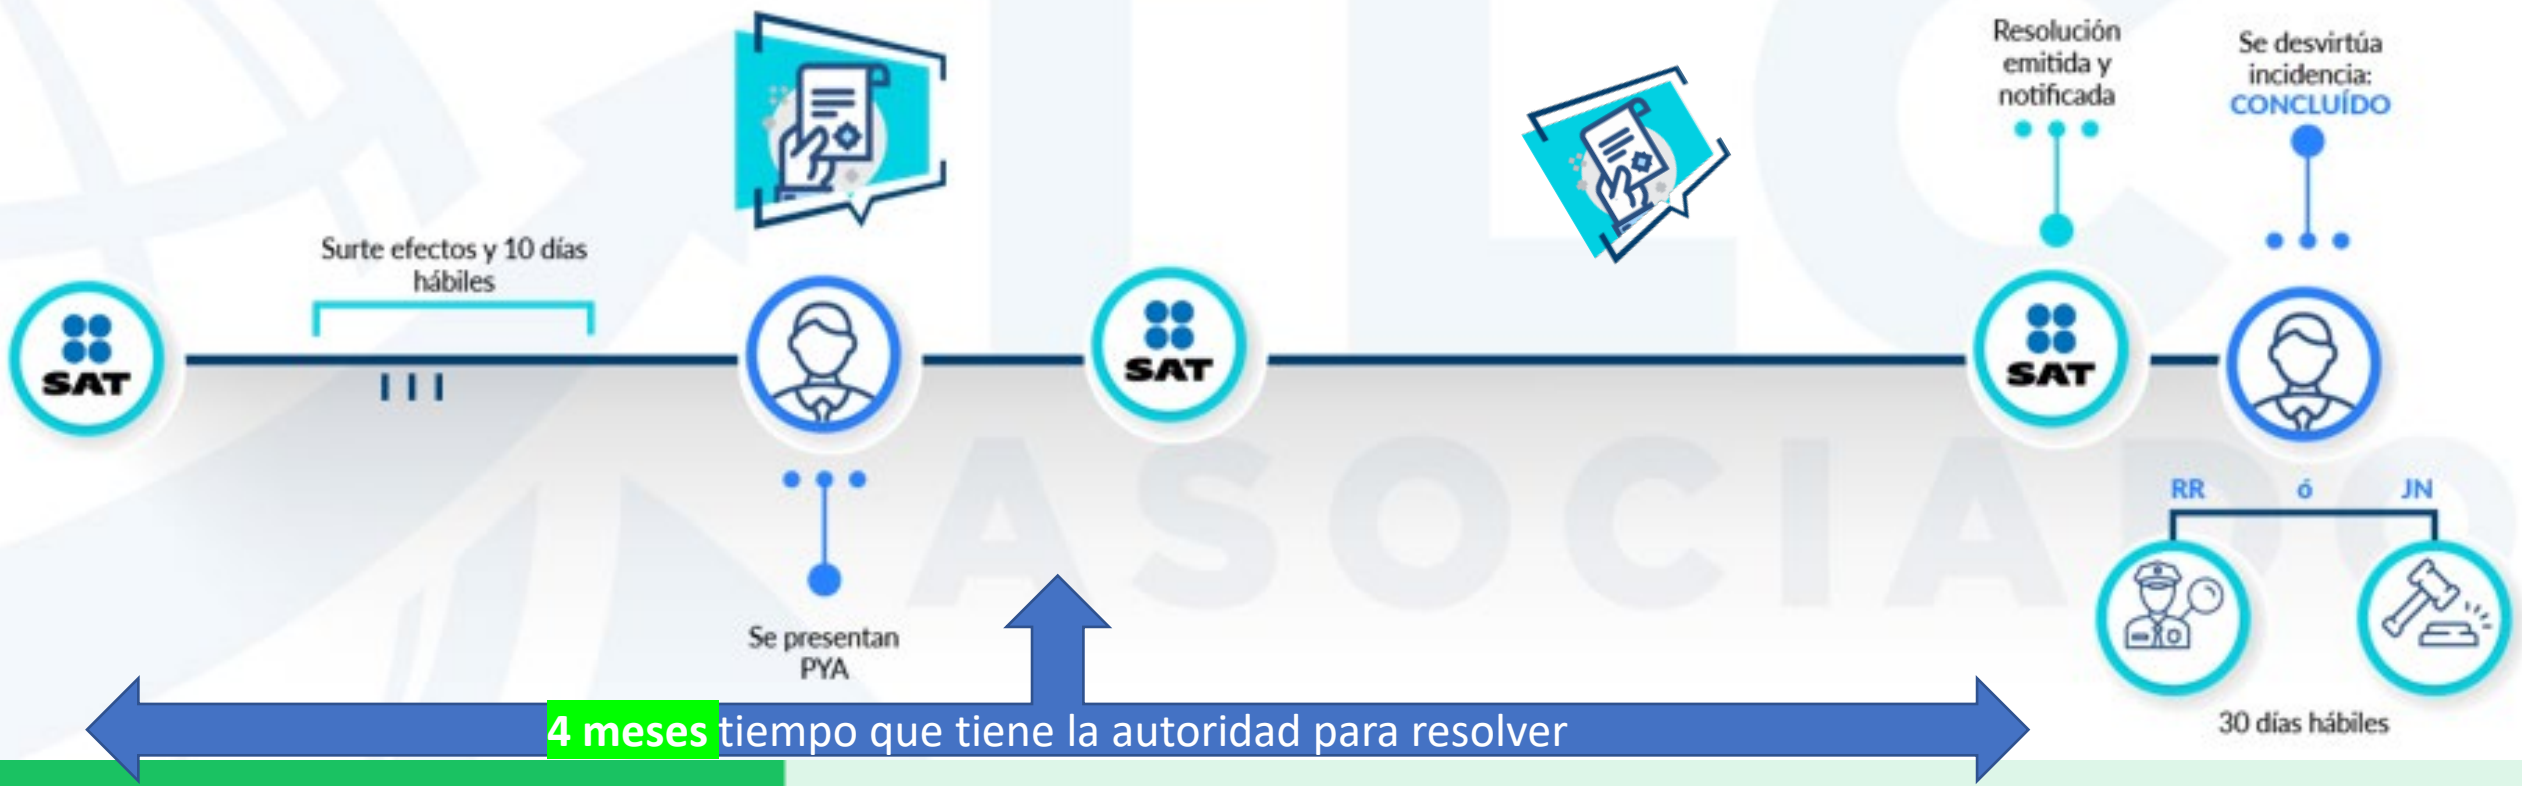 Resolución
emitida y
notificada
Se desvirtúa
incidencia:
CONCLUÍDO
Surte efectos y 10 días
hábiles
SAT
SAT
SAT
RR ó JN
Se presentan
PYA
4 meses tiempo que tiene la autoridad para resolver
30 días hábiles
ASOCIADO